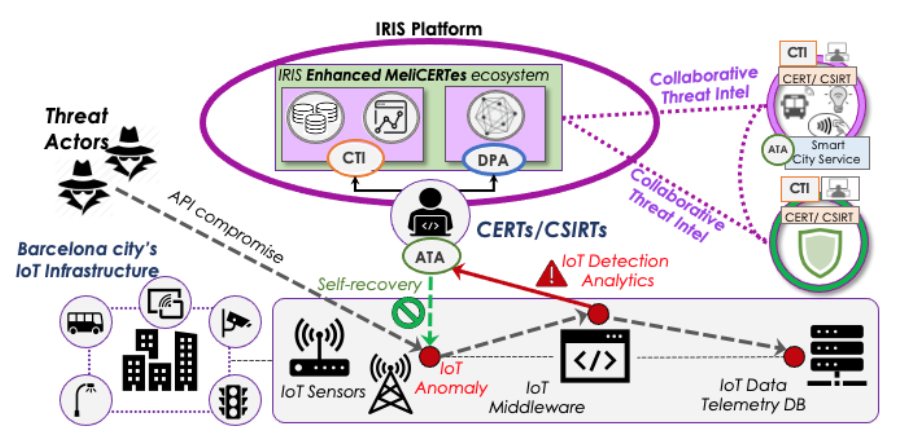 IRIS Platform
IRIS Enhanced MeliCERTes ecosystem
CTI
DPA
Threat
Actors
API compromise
Collaborative
Threat Intel
Collaborative
Threat Intel
CTI
CERT/ CSIRT
ATA
Smart
City Service
CTI
CERT/ CSIRT
CERTs/CSIRTs
ATA
Barcelona city's
IoT Infrastructure
Self-recovery
IoT Detection
Analytics
IoT Sensors
IoT
Anomaly
IoT
Middleware
IoT Data
Telemetry DB